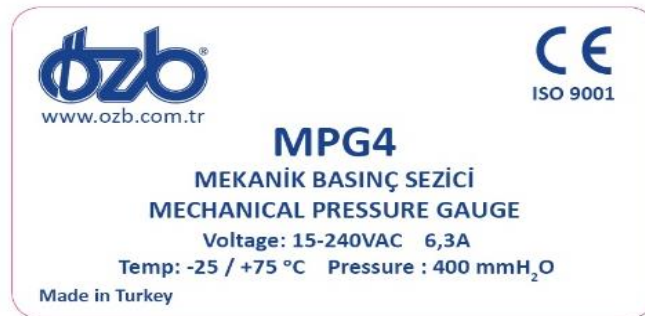 özb®
www.ozb.com.tr
CE
ISO 9001
MPG4
MEKANİK BASINÇ SEZİCİ
MECHANICAL PRESSURE GAUGE
Voltage: 15-240VAC 6,3A
Temp: -25 / +75 °C Pressure : 400 mmH₂O
Made in Turkey